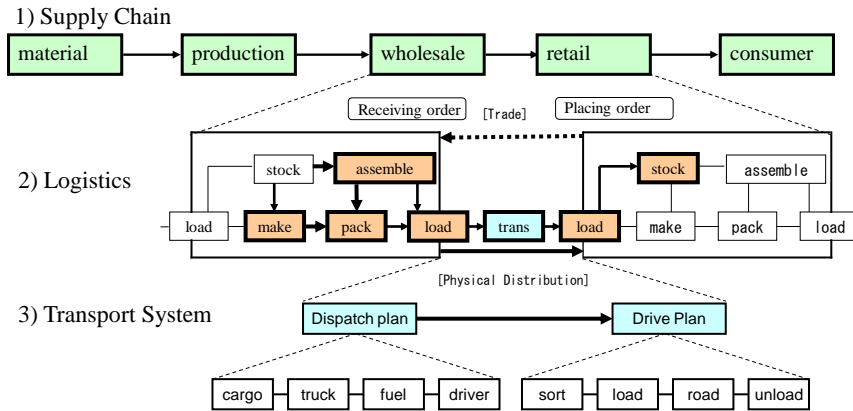 1) Supply Chain
material
production
wholesale
retail
consumer
Receiving order
[Trade]
Placing order
2) Logistics
stock
assemble
stock
assemble
load
make
pack
load
trans
load
make
pack
load
[Physical Distribution]
3) Transport System
Dispatch plan
Drive Plan
cargo
truck
fuel
driver
sort
load
road
unload